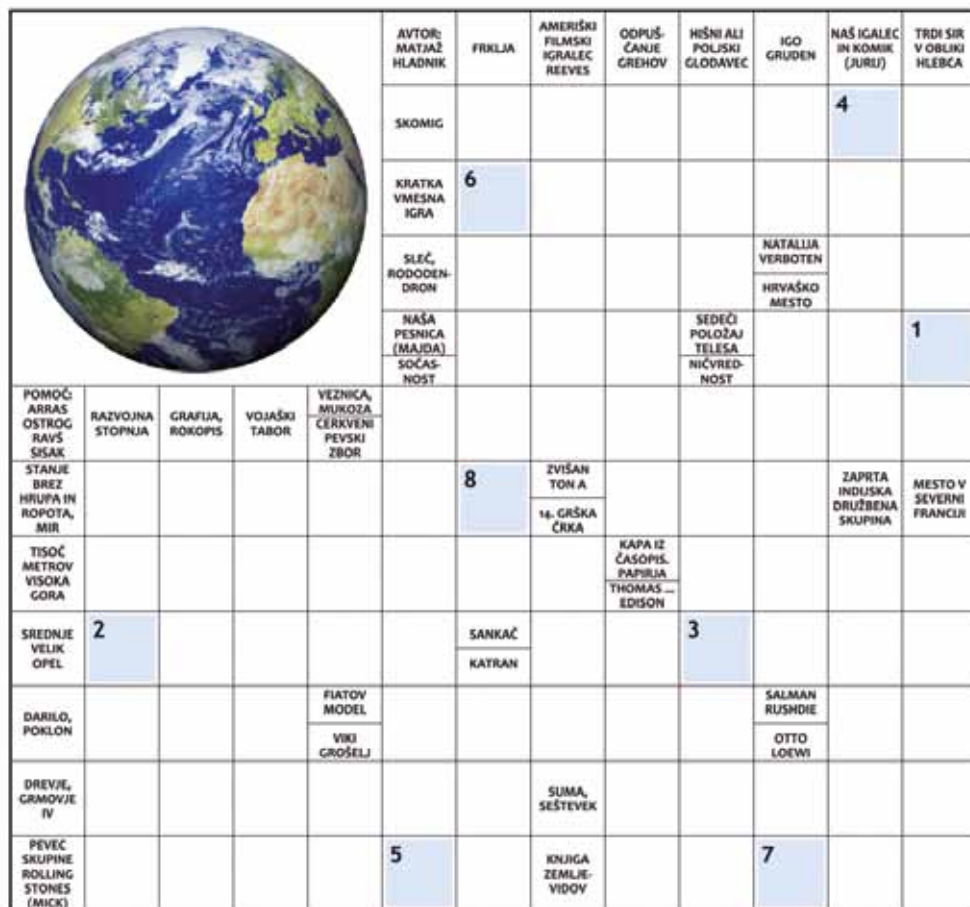 AVTOR:
MATJAŽ
HLADNIK
FRKLJA
AMERIŠKI
FILMSKI
IGRALEC
REEVES
ODPUŠ-
ČANJE
GREHOV
HIŠNI ALI
POLJSKI
GLODAVEC
IGO
GRUDEN
NAŠ IGALEC
IN KOMIK
(JURIJ)
TRDI SIR
V OBLIKI
HLEBCA
SKOMIG
4
KRATKA
VMESNA
IGRA
6
SLEČ,
RODODEN-
DRON
NATALIJA
VERBOTEN
HRVAŠKO
MESTO
NAŠA
PESNICA
(MAJDA)
SOČAS-
NOST
SEDEČI
POLOŽAJ
TELESA
NIČVRED-
NOST
1
POMOČ:
ARRAS
OSTROG
RAVŠ
SISAK
RAZVOJNA
STOPNJA
GRAFIJA,
ROKOPIS
VOJAŠKI
TABOR
VEZNICA,
MUKOZA
CERKVENI
PEVSKI
ZBOR
STANJE
BREZ
HRUPA IN
ROPOTA,
MIR
8
ZVIŠAN
TON A
14. GRŠKA
ČRKA
ZAPRTA
INDIJSKA
DRUŽBENA
SKUPINA
MESTO V
SEVERNI
FRANCIJI
TISOČ
METROV
VISOKA
GORA
KAPA IZ
ČASOPIS.
PAPIRJA
THOMAS ...
EDISON
SREDNJE
VELIK
OPEL
2
SANKAČ
KATRAN
3
DARILO,
POKLON
FIATOV
MODEL
VIKI
GROŠELJ
SALMAN
RUSHDIE
OTTO
LOEWI
DREVJE,
GRMOVJE
IV
SUMA,
SEŠTEVEK
PEVEC
SKUPINE
ROLLING
STONES
(MICK)
5
KNJIGA
ZEMLJE-
VIDOV
7